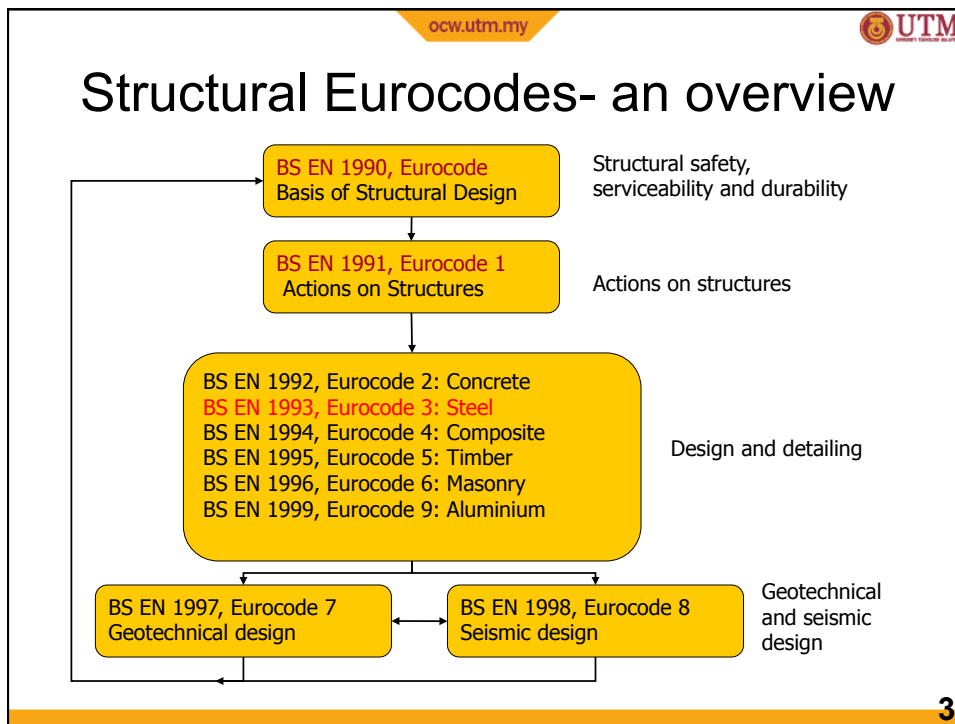 ocw.utm.my
UTM
Structural Eurocodes- an overview
BS EN 1990, Eurocode
Basis of Structural Design
Structural safety,
serviceability and durability
BS EN 1991, Eurocode 1
Actions on Structures
Actions on structures
BS EN 1992, Eurocode 2: Concrete
BS EN 1993, Eurocode 3: Steel
BS EN 1994, Eurocode 4: Composite
BS EN 1995, Eurocode 5: Timber
BS EN 1996, Eurocode 6: Masonry
BS EN 1999, Eurocode 9: Aluminium
Design and detailing
BS EN 1997, Eurocode 7
Geotechnical design
BS EN 1998, Eurocode 8
Seismic design
Geotechnical
and seismic
design
3